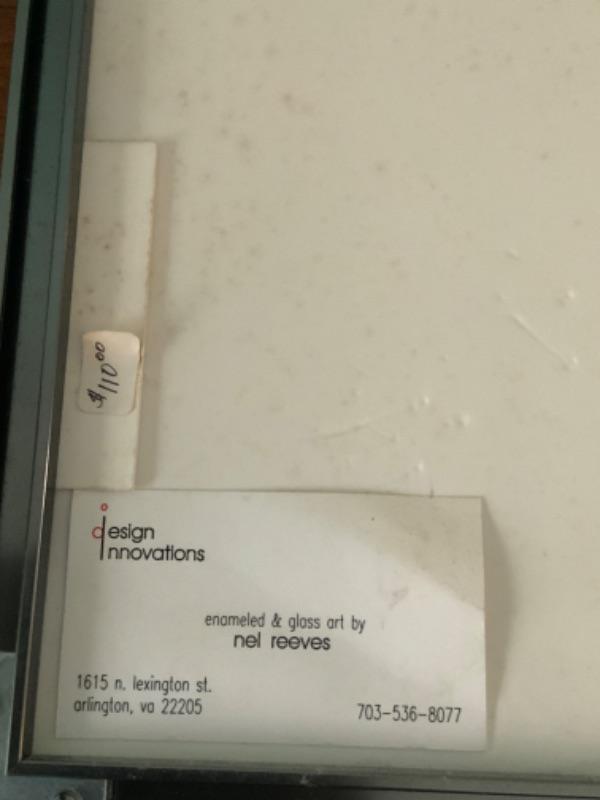 $110.00
design
innovations
enameled & glass art by
nel reeves
1615 n. lexington st.
arlington, va 22205
703-536-8077